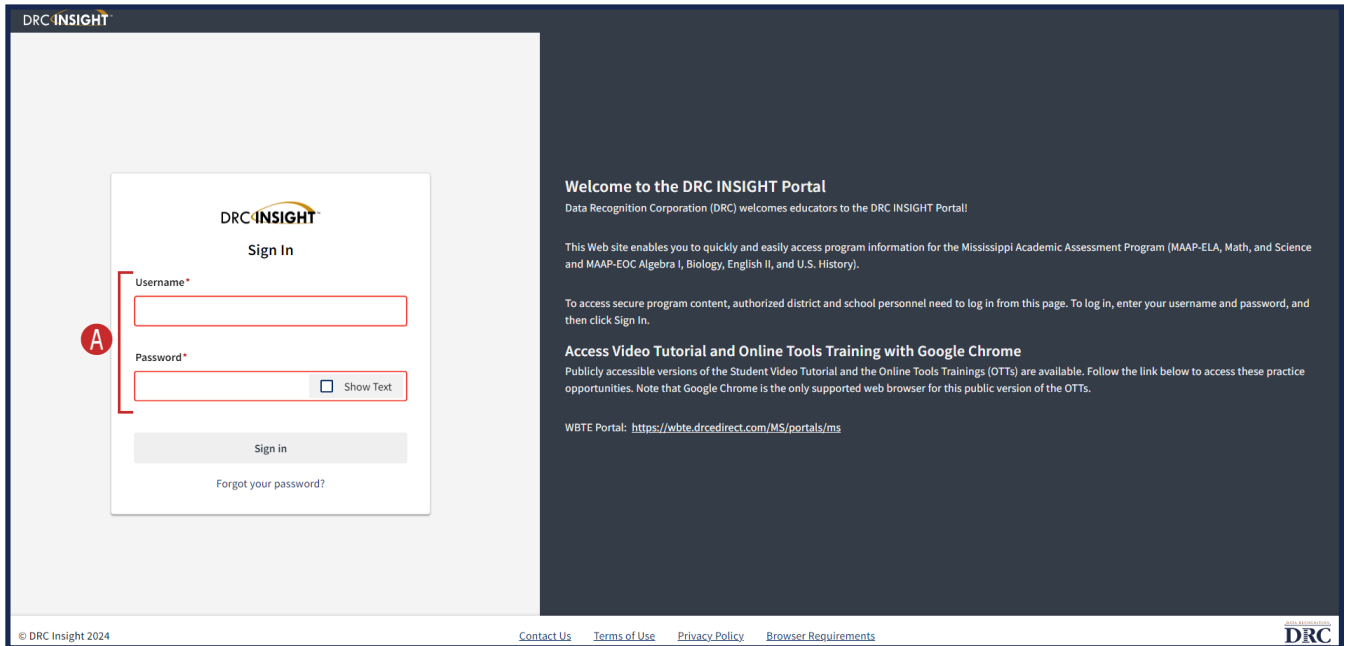 DRC INSIGHT™
DRC INSIGHT™
Sign In
Username*
A
Password*
Show Text
Sign in
Forgot your password?
Welcome to the DRC INSIGHT Portal
Data Recognition Corporation (DRC) welcomes educators to the DRC INSIGHT Portal!
This Web site enables you to quickly and easily access program information for the Mississippi Academic Assessment Program (MAAP-ELA, Math, and Science
and MAAP-EOC Algebra I, Biology, English II, and U.S. History).
To access secure program content, authorized district and school personnel need to log in from this page. To log in, enter your username and password, and
then click Sign In.
Access Video Tutorial and Online Tools Training with Google Chrome
Publicly accessible versions of the Student Video Tutorial and the Online Tools Trainings (OTTs) are available. Follow the link below to access these practice
opportunities. Note that Google Chrome is the only supported web browser for this public version of the OTTs.
WBTE Portal: https://wbte.drcedirect.com/MS/portals/ms
© DRC Insight 2024
Contact Us Terms of Use Privacy Policy Browser Requirements
DATA RECOGNITION
DRC